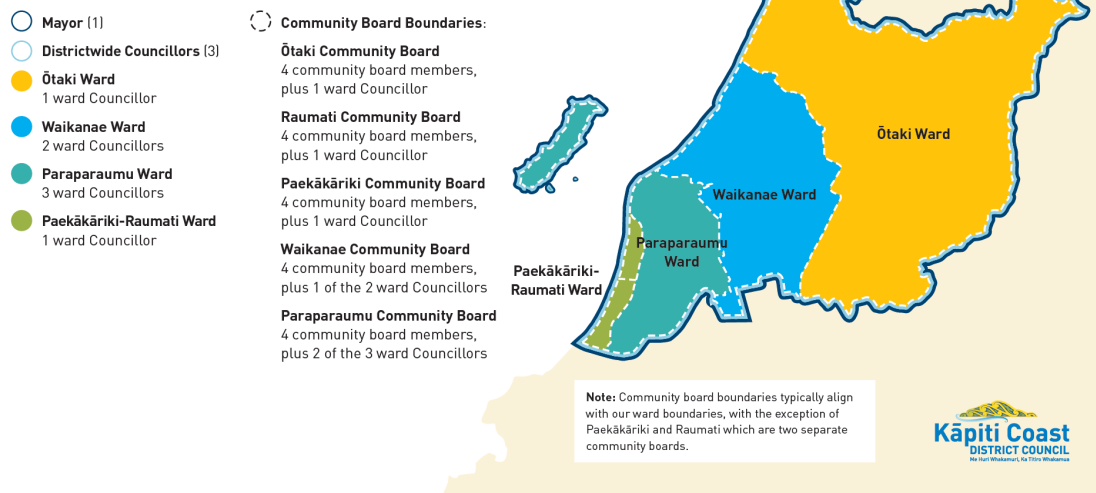 Mayor (1)
Districtwide Councillors (3)
Ōtaki Ward
1 ward Councillor
Waikanae Ward
2 ward Councillors
Paraparaumu Ward
3 ward Councillors
Paekākāriki-Raumati Ward
1 ward Councillor
Community Board Boundaries:
Ōtaki Community Board
4 community board members,
plus 1 ward Councillor
Raumati Community Board
4 community board members,
plus 1 ward Councillor
Paekākāriki Community Board
4 community board members,
plus 1 ward Councillor
Waikanae Community Board
4 community board members,
plus 1 of the 2 ward Councillors
Paraparaumu Community Board
4 community board members,
plus 2 of the 3 ward Councillors
Ōtaki Ward
Waikanae Ward
Paraparaumu
Ward
Paekākāriki-
Raumati Ward
Note: Community board boundaries typically align
with our ward boundaries, with the exception of
Paekākāriki and Raumati which are two separate
community boards.
Kāpiti Coast
DISTRICT COUNCIL
Me Huri Whakamuri, Ka Titiro Whakamua